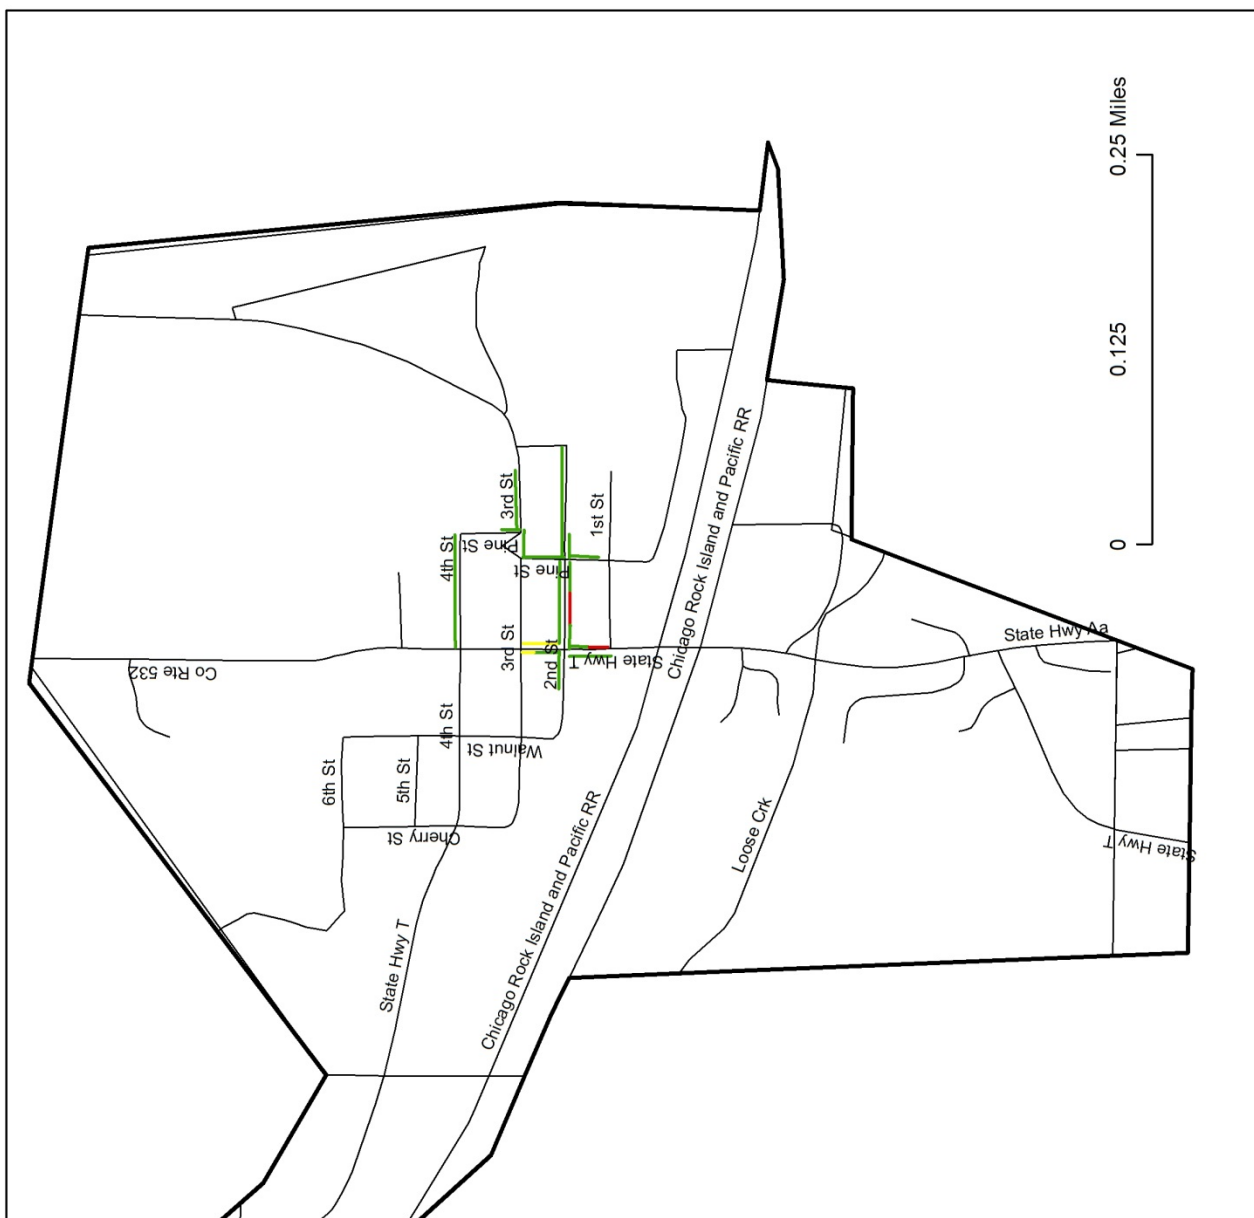 0.25 Miles
0.125
0
3rd St
1st St
4th St
Pine St
Pine St
Chicago Rock Island and Pacific RR
3rd St
2nd St
State Hwy T
State Hwy Aa
Co Rte 532
4th St
Walnut St
6th St
5th St
Cherry St
Chicago Rock Island and Pacific RR
Loose Crk
State Hwy T
State Hwy T